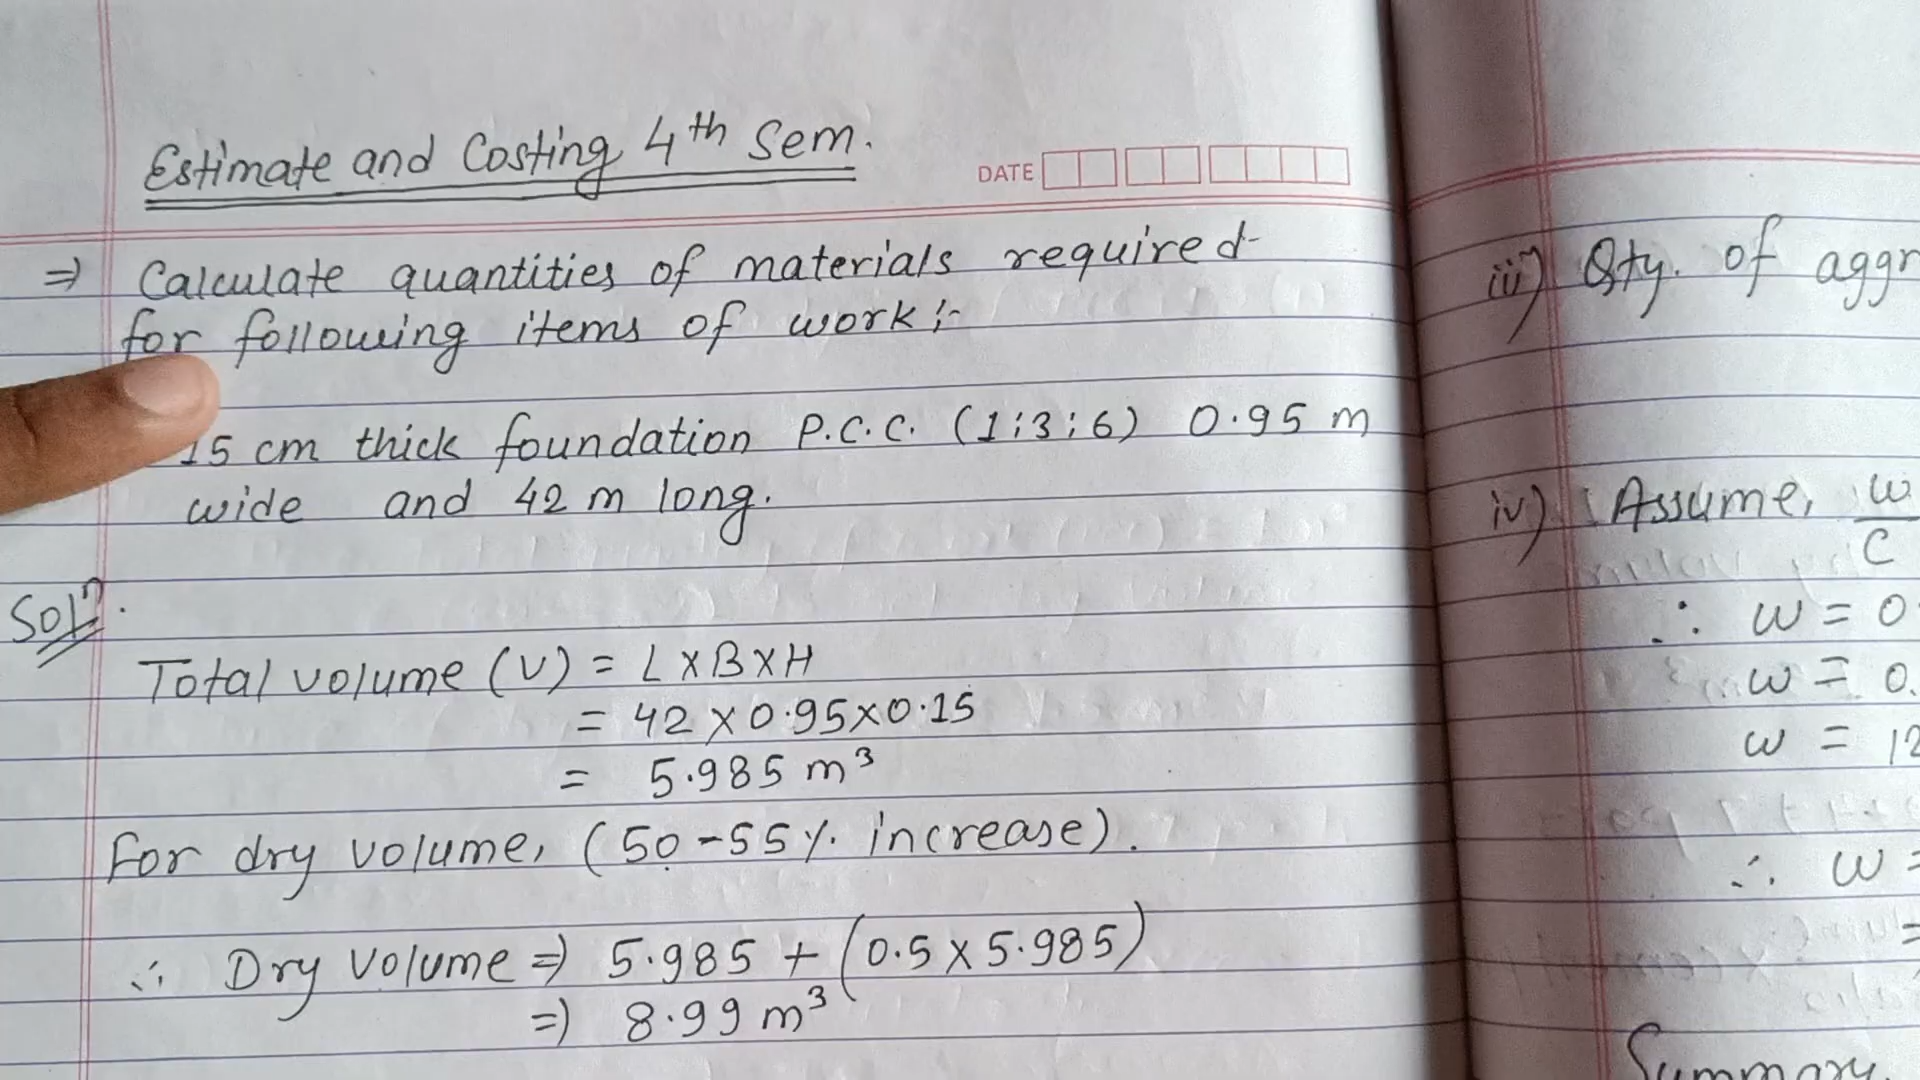 Estimate and Costing 4th Sem.
DATE
⇒ Calculate quantities of materials required
for following items of work:-
15 cm thick foundation P.C.C. (1:3:6) 0.95 m
wide and 42 m long.
Solⁿ.
Total volume (V) = L×B×H
= 42×0.95×0.15
= 5.985 m³
For dry volume, (50-55% increase).
∴ Dry volume ⇒ 5.985 + (0.5×5.985)
⇒ 8.99 m³
iii) Qty. of aggr
iv) Assume, w
c
∴ w = 0
w = 0.
w = 12
∴ w =
=
Summary.